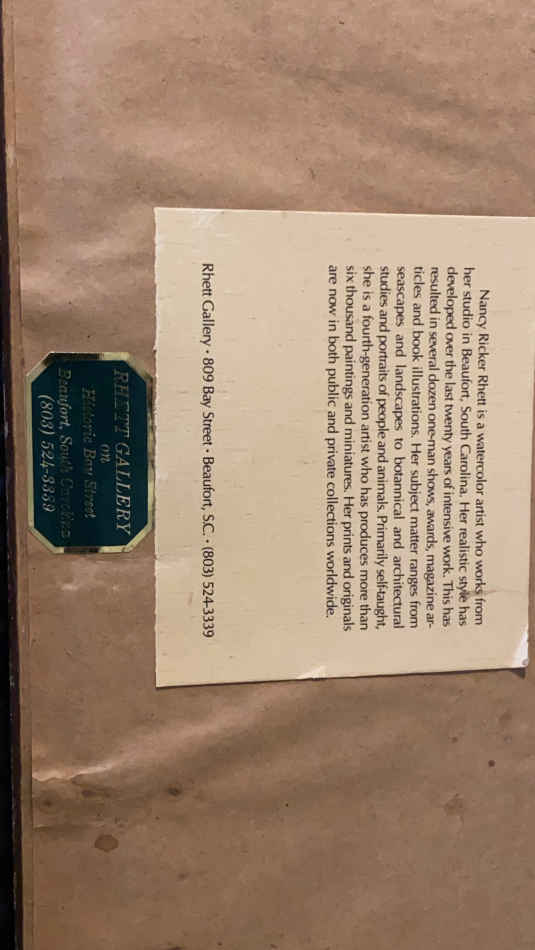 Nancy Ricker Rhett is a watercolor artist who works from
her studio in Beaufort, South Carolina. Her realistic style has
developed over the last twenty years of intensive work. This has
resulted in several dozen one-man shows, awards, magazine ar-
ticles and book illustrations. Her subject matter ranges from
seascapes and landscapes to botannical and architectural
studies and portraits of people and animals. Primarily self-taught,
she is a fourth-generation artist who has produces more than
six thousand paintings and miniatures. Her prints and originals
are now in both public and private collections worldwide.
Rhett Gallery • 809 Bay Street • Beaufort, S.C. • (803) 524-3339
RHETT GALLERY
on
Historic Bay Street
Beaufort, South Carolina
(803) 524-3339